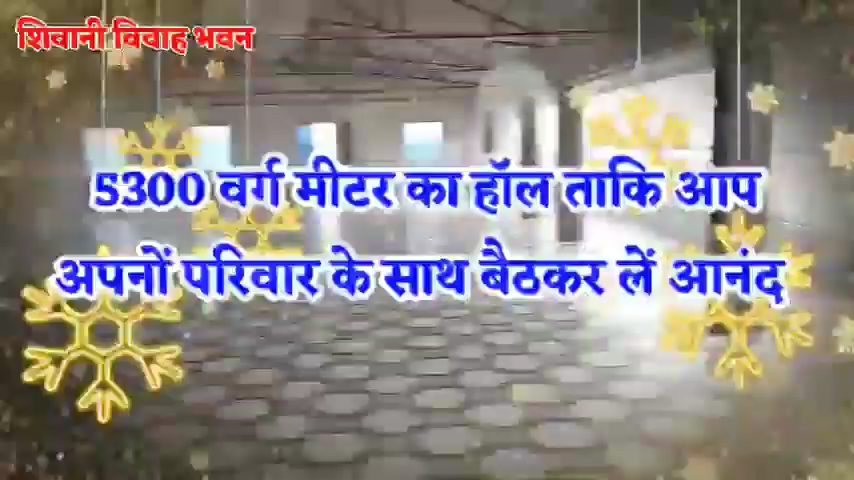 शिवानी विवाह भवन
5300 वर्ग मीटर का हॉल ताकि आप
अपनों परिवार के साथ बैठकर लें आनंद